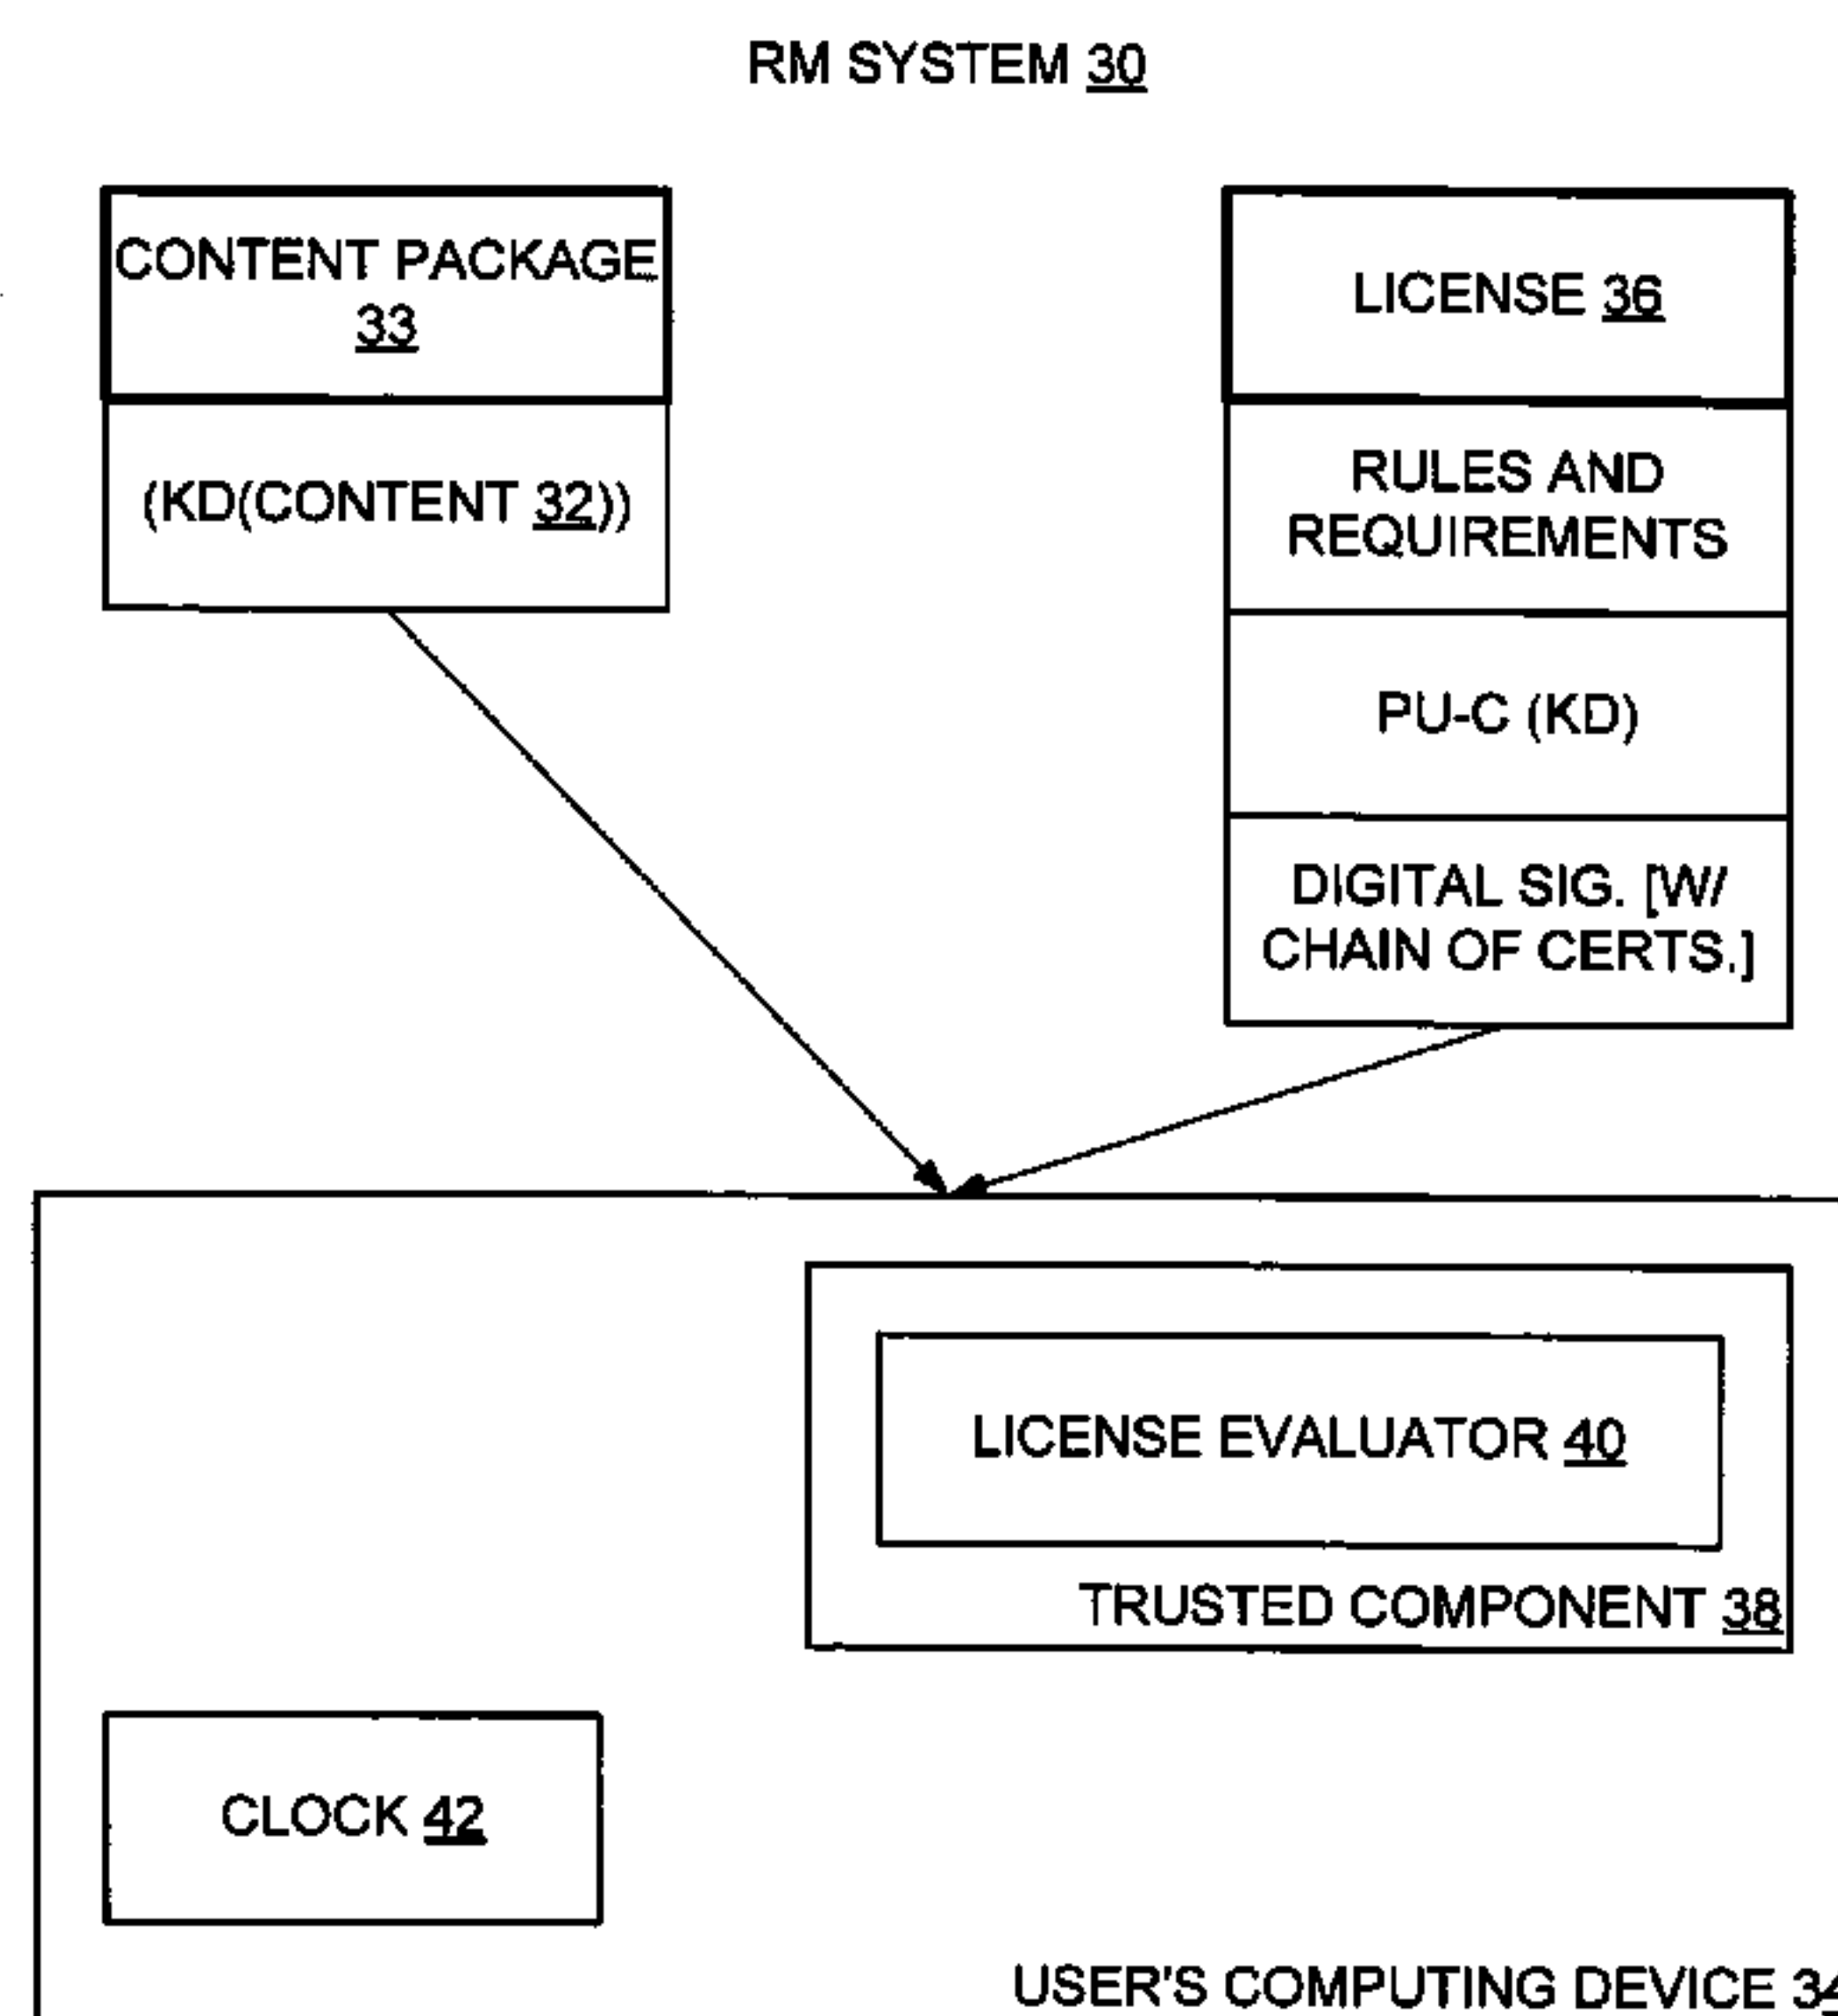 RM SYSTEM 30
CONTENT PACKAGE
33
(KD(CONTENT 32))
LICENSE 36
RULES AND
REQUIREMENTS
PU-C (KD)
DIGITAL SIG. [W/
CHAIN OF CERTS.]
LICENSE EVALUATOR 40
TRUSTED COMPONENT 38
CLOCK 42
USER'S COMPUTING DEVICE 34